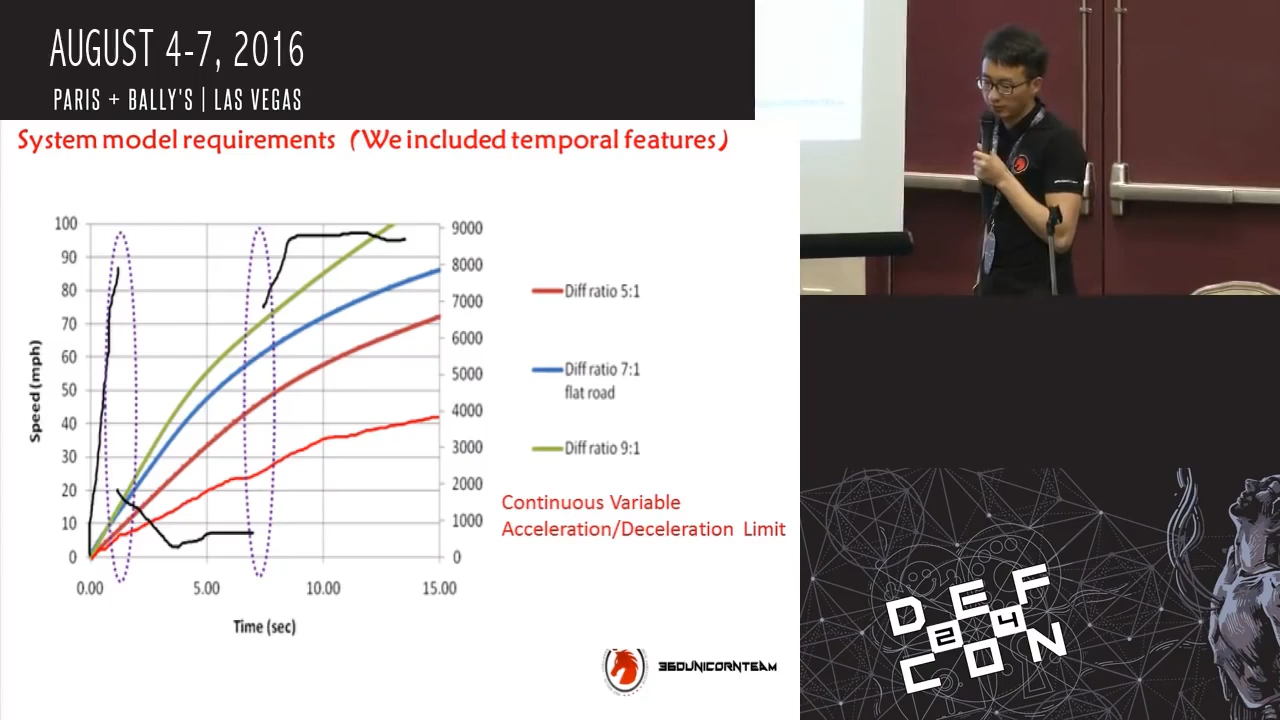 AUGUST 4-7, 2016
PARIS + BALLY'S | LAS VEGAS
System model requirements (We included temporal features)
100
90
80
70
60
50
40
30
20
10
0
Speed (mph)
9000
8000
7000
6000
5000
4000
3000
2000
1000
0
0.00 5.00 10.00 15.00
Time (sec)
Diff ratio 5:1
Diff ratio 7:1
flat road
Diff ratio 9:1
Continuous Variable
Acceleration/Deceleration Limit
360UNICORNTEAM
DEF
24
CON